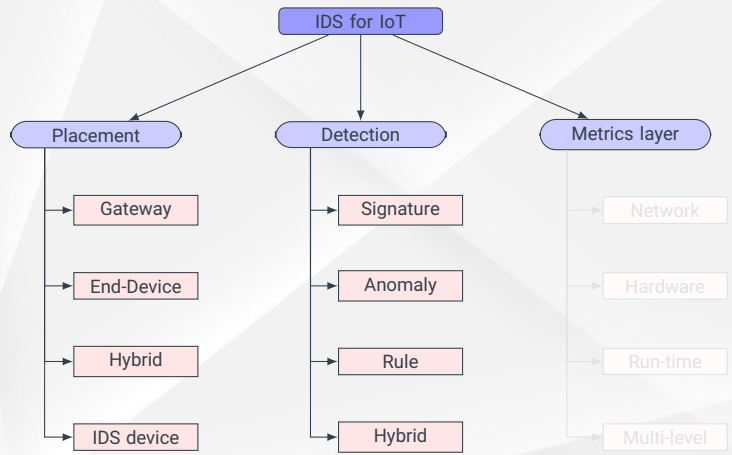 IDS for IoT
Placement
Detection
Metrics layer
Gateway
Signature
Network
End-Device
Anomaly
Hardware
Hybrid
Rule
Run-time
IDS device
Hybrid
Multi-level